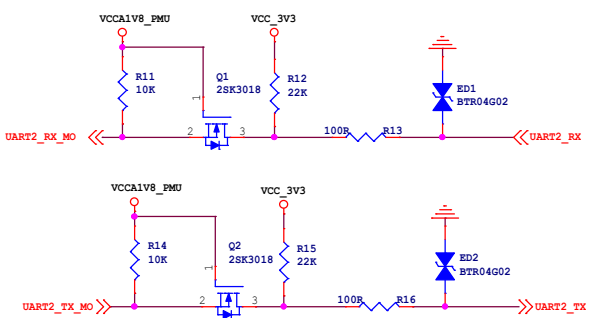 VCCA1V8_PMU
VCC_3V3
R11
10K
1
Q1
2SK3018
R12
22K
ED1
BTR04G02
UART2_RX_MO
2
3
100R
R13
UART2_RX
VCCA1V8_PMU
VCC_3V3
R14
10K
1
Q2
2SK3018
R15
22K
ED2
BTR04G02
UART2_TX_MO
2
3
100R
R16
UART2_TX